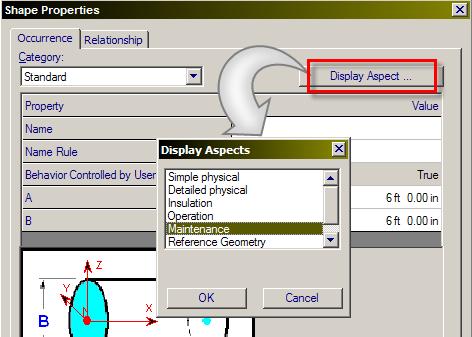 Shape Properties
Occurrence Relationship
Category:
Standard
Display Aspect ...
Property Value
Name
Name Rule
Behavior Controlled by User True
A 6 ft 0.00 in
B 6 ft 0.00 in
Display Aspects
Simple physical
Detailed physical
Insulation
Operation
Maintenance
Reference Geometry
OK Cancel
Z
Y
X
B